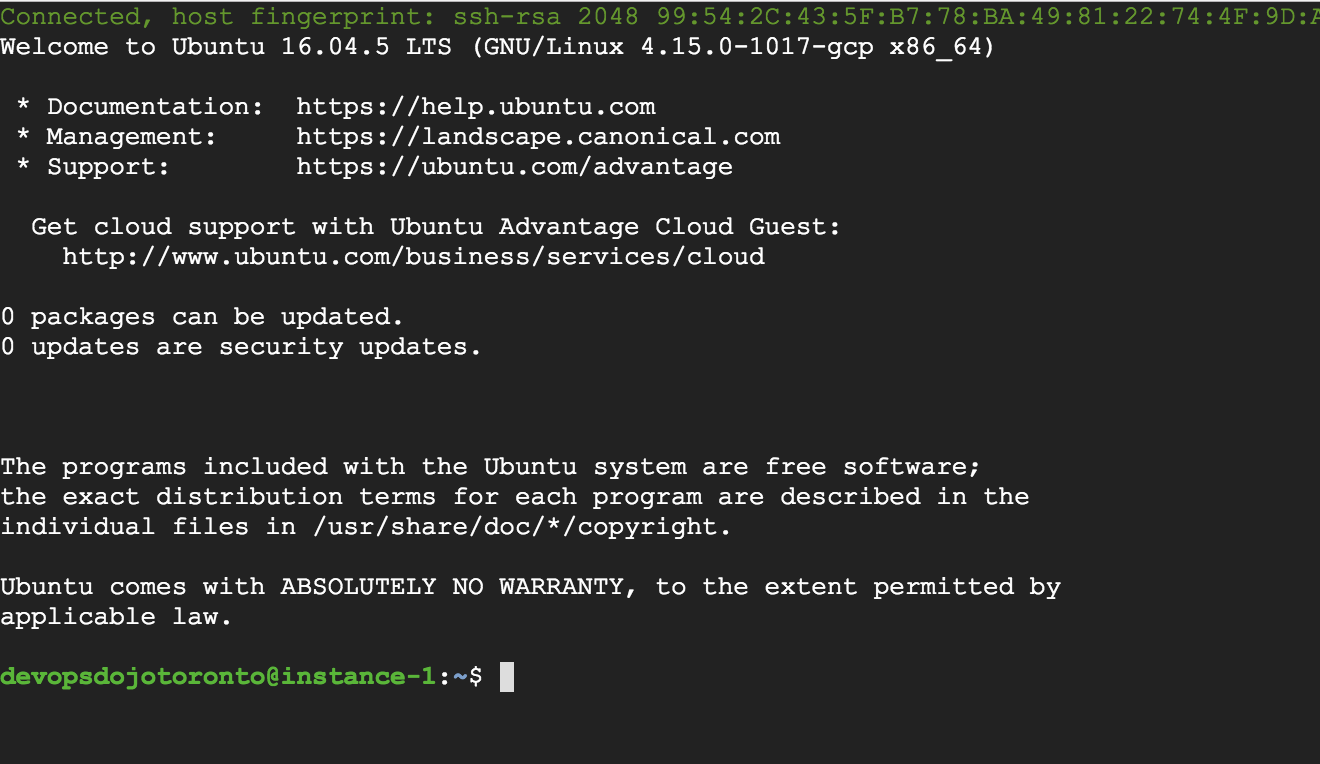 Connected, host fingerprint: ssh-rsa 2048 99:54:2C:43:5F:B7:78:BA:49:81:22:74:4F:9D:A
Welcome to Ubuntu 16.04.5 LTS (GNU/Linux 4.15.0-1017-gcp x86_64)
* Documentation:  https://help.ubuntu.com
* Management:     https://landscape.canonical.com
* Support:        https://ubuntu.com/advantage
Get cloud support with Ubuntu Advantage Cloud Guest:
http://www.ubuntu.com/business/services/cloud
0 packages can be updated.
0 updates are security updates.
The programs included with the Ubuntu system are free software;
the exact distribution terms for each program are described in the
individual files in /usr/share/doc/*/copyright.
Ubuntu comes with ABSOLUTELY NO WARRANTY, to the extent permitted by
applicable law.
devopsdojotoronto@instance-1:~$